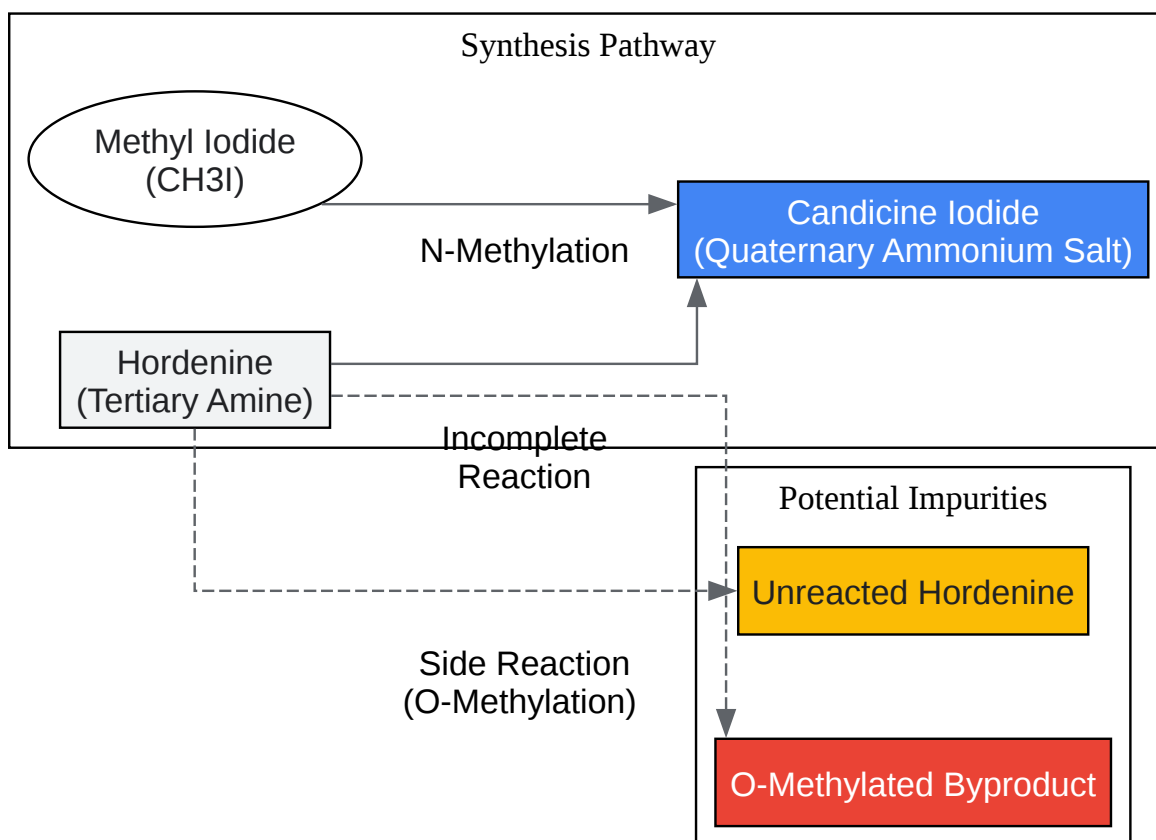 Synthesis Pathway
Methyl Iodide
(CH3I)
Candicine Iodide
(Quaternary Ammonium Salt)
N-Methylation
Hordenine
(Tertiary Amine)
Incomplete
Reaction
Potential Impurities
Unreacted Hordenine
Side Reaction
(O-Methylation)
O-Methylated Byproduct